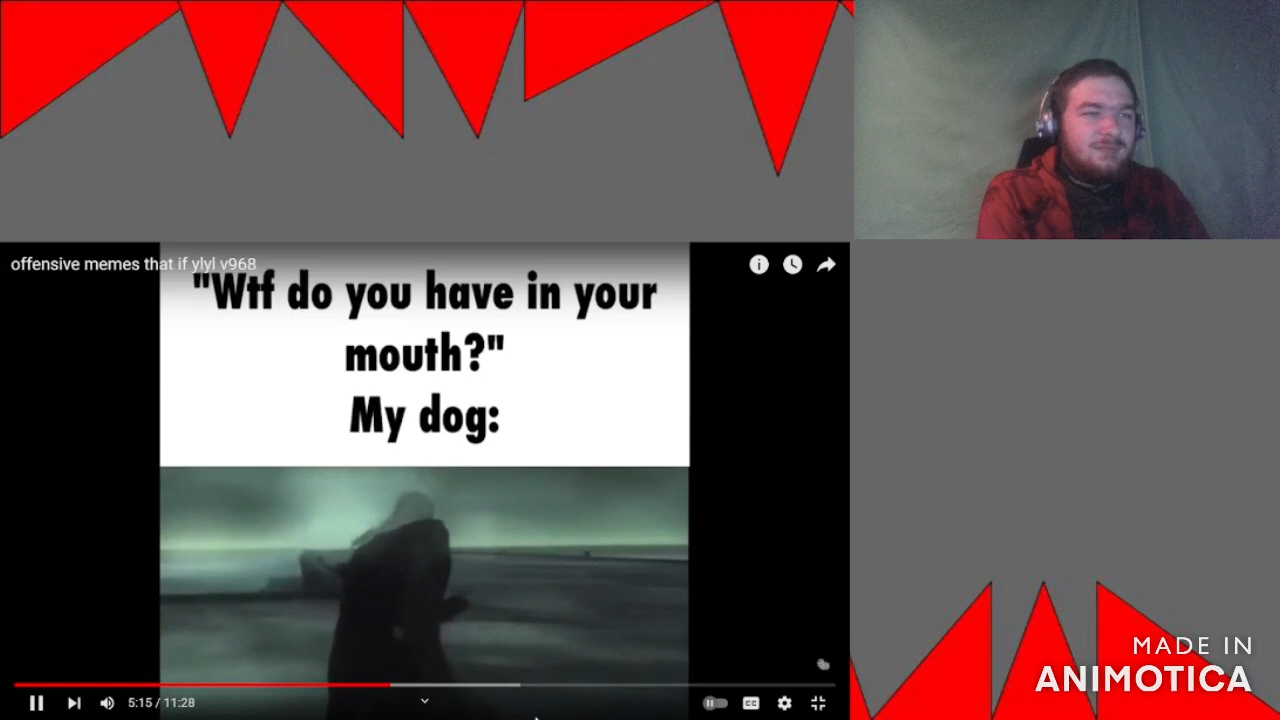 offensive memes that if ylyl v968
"Wtf do you have in your
mouth?"
My dog:
5:15 / 11:28
CC
MADE IN
ANIMOTICA